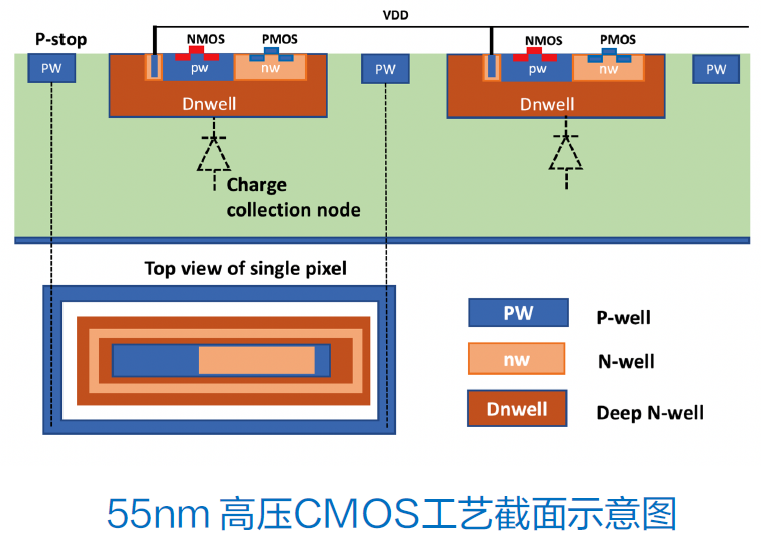 VDD
P-stop
NMOS
PMOS
NMOS
PMOS
PW
pw
nw
PW
pw
nw
PW
Dnwell
Dnwell
Charge
collection node
Top view of single pixel
PW
P-well
nw
N-well
Dnwell
Deep N-well
55nm 高压CMOS工艺截面示意图